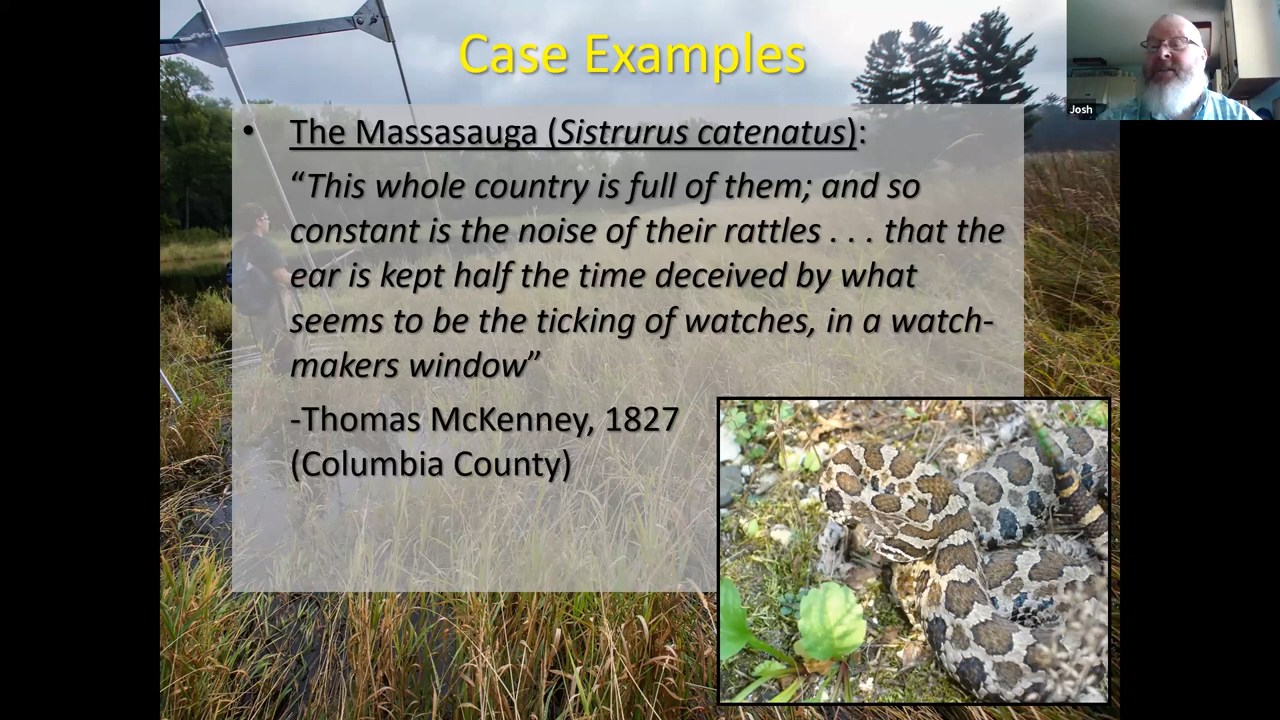 Case Examples
Josh
• The Massasauga (Sistrurus catenatus):
“This whole country is full of them; and so
constant is the noise of their rattles . . . that the
ear is kept half the time deceived by what
seems to be the ticking of watches, in a watch-
makers window”
-Thomas McKenney, 1827
(Columbia County)